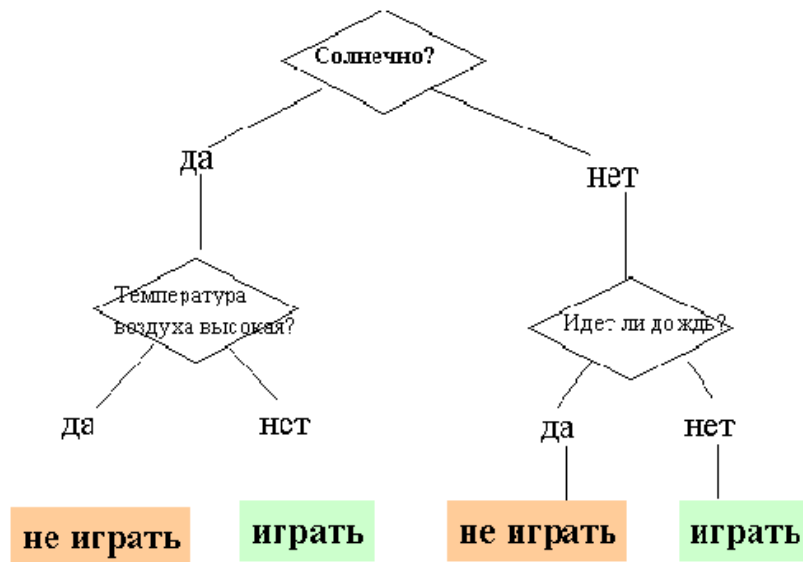 Солнечно?
да
нет
Температура
воздуха высокая?
Идет ли дождь?
да
нет
да
нет
не играть
играть
не играть
играть